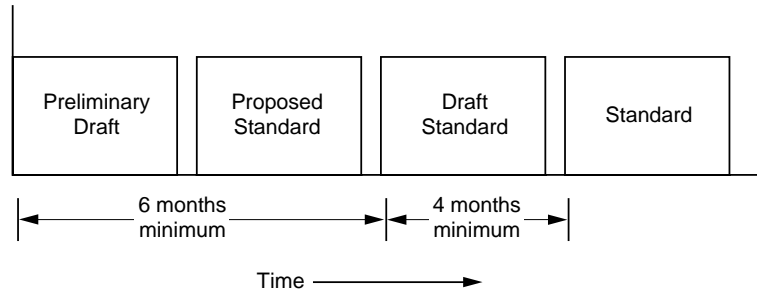 Preliminary
Draft
Proposed
Standard
Draft
Standard
Standard
6 months
minimum
4 months
minimum
Time